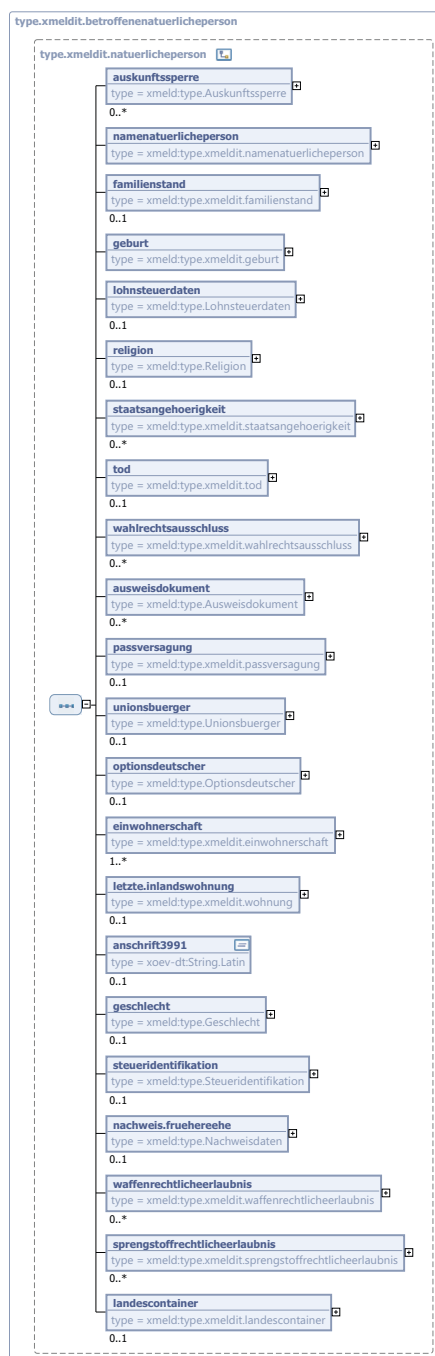 type.xmeldit.betroffenenatuerlicheperson
type.xmeldit.natuerlicheperson
auskunftssperre
type = xmeld:type.Auskunftssperre
0..*
namenatuerlicheperson
type = xmeld:type.xmeldit.namenatuerlicheperson
familienstand
type = xmeld:type.xmeldit.familienstand
0..1
geburt
type = xmeld:type.xmeldit.geburt
lohnsteuerdaten
type = xmeld:type.Lohnsteuerdaten
0..1
religion
type = xmeld:type.Religion
0..1
staatsangehoerigkeit
type = xmeld:type.xmeldit.staatsangehoerigkeit
0..*
tod
type = xmeld:type.xmeldit.tod
0..1
wahlrechtsausschluss
type = xmeld:type.xmeldit.wahlrechtsausschluss
0..*
ausweisdokument
type = xmeld:type.Ausweisdokument
0..*
passversagung
type = xmeld:type.xmeldit.passversagung
0..1
unionsbuerger
type = xmeld:type.Unionsbuerger
0..1
optionsdeutscher
type = xmeld:type.Optionsdeutscher
0..1
einwohnerschaft
type = xmeld:type.xmeldit.einwohnerschaft
1..*
letzte.inlandswohnung
type = xmeld:type.xmeldit.wohnung
0..1
anschrift3991
type = xoev-dt:String.Latin
0..1
geschlecht
type = xmeld:type.Geschlecht
0..1
steueridentifikation
type = xmeld:type.Steueridentifikation
0..1
nachweis.fruehereehe
type = xmeld:type.Nachweisdaten
0..1
waffenrechtlicheerlaubnis
type = xmeld:type.xmeldit.waffenrechtlicheerlaubnis
0..*
sprengstoffrechtlicheerlaubnis
type = xmeld:type.xmeldit.sprengstoffrechtlicheerlaubnis
0..*
landescontainer
type = xmeld:type.xmeldit.landescontainer
0..1